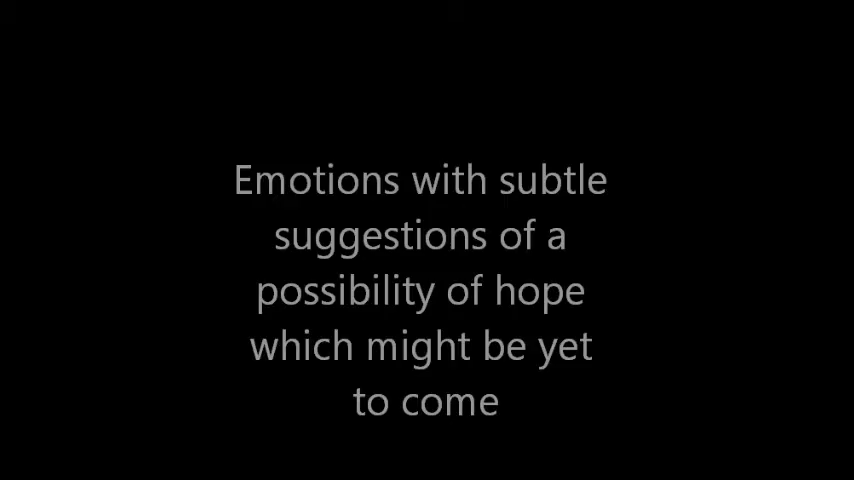 Emotions with subtle
suggestions of a
possibility of hope
which might be yet
to come